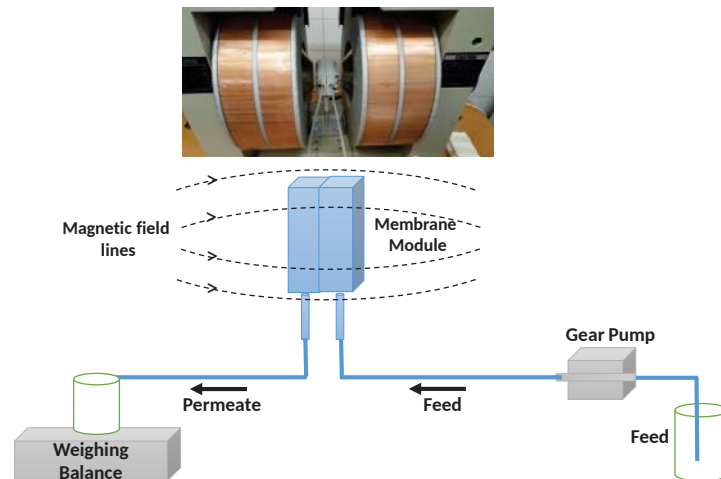 Magnetic field
lines
Membrane
Module
Gear Pump
Permeate
Feed
Feed
Weighing
Balance